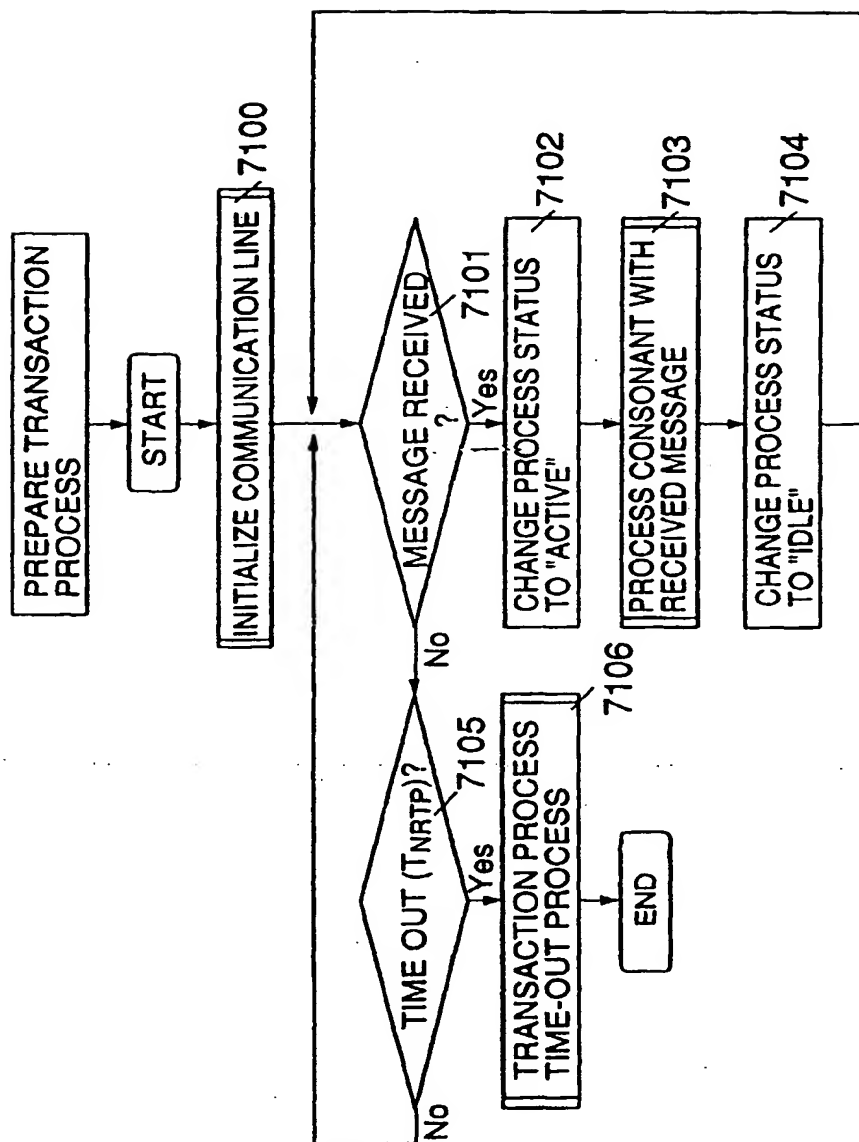 PREPARE TRANSACTION
PROCESS
START
INITIALIZE COMMUNICATION LINE
7100
MESSAGE RECEIVED
?
7101
Yes
No
CHANGE PROCESS STATUS
TO "ACTIVE"
7102
PROCESS CONSONANT WITH
RECEIVED MESSAGE
7103
CHANGE PROCESS STATUS
TO "IDLE"
7104
TIME OUT (TNRTP)?
7105
Yes
No
TRANSACTION PROCESS
TIME-OUT PROCESS
7106
END